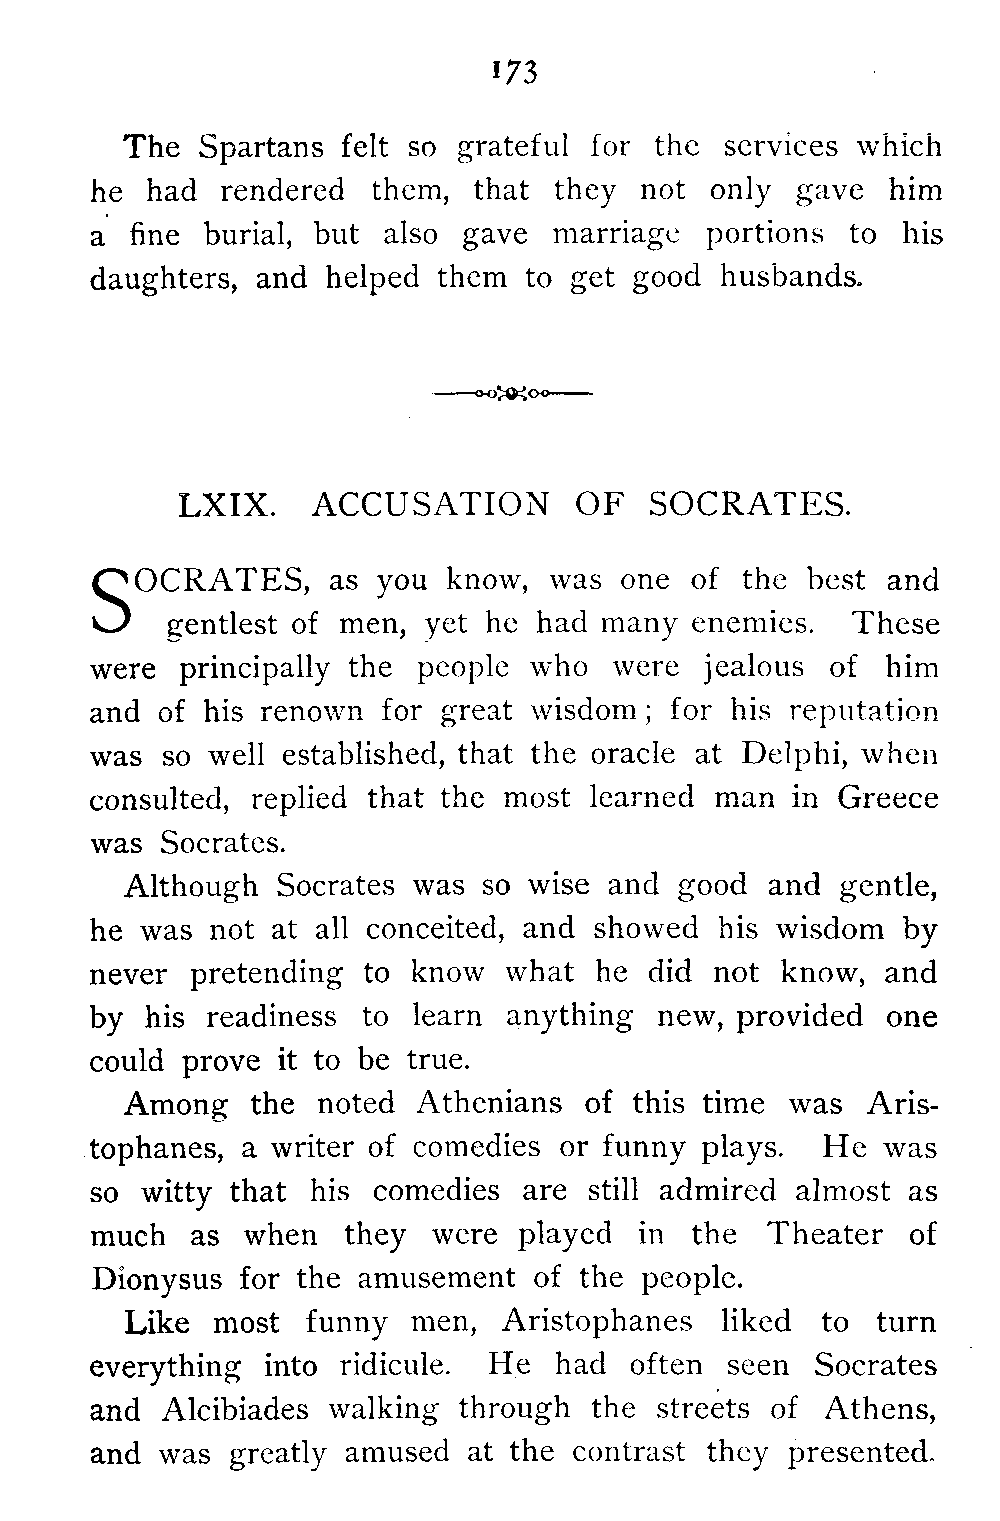 173
The Spartans felt so grateful for the services which
he had rendered them, that they not only gave him
a fine burial, but also gave marriage portions to his
daughters, and helped them to get good husbands.
LXIX. ACCUSATION OF SOCRATES.
SOCRATES, as you know, was one of the best and
gentlest of men, yet he had many enemies. These
were principally the people who were jealous of him
and of his renown for great wisdom; for his reputation
was so well established, that the oracle at Delphi, when
consulted, replied that the most learned man in Greece
was Socrates.
Although Socrates was so wise and good and gentle,
he was not at all conceited, and showed his wisdom by
never pretending to know what he did not know, and
by his readiness to learn anything new, provided one
could prove it to be true.
Among the noted Athenians of this time was Aris-
tophanes, a writer of comedies or funny plays. He was
so witty that his comedies are still admired almost as
much as when they were played in the Theater of
Dionysus for the amusement of the people.
Like most funny men, Aristophanes liked to turn
everything into ridicule. He had often seen Socrates
and Alcibiades walking through the streets of Athens,
and was greatly amused at the contrast they presented.